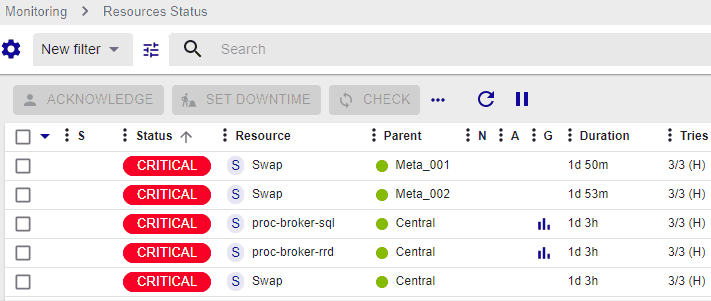 Monitoring > Resources Status
New filter Search
ACKNOWLEDGE SET DOWNTIME CHECK
S Status Resource Parent N A G Duration Tries
CRITICAL S Swap Meta_001 1d 50m 3/3 (H)
CRITICAL S Swap Meta_002 1d 53m 3/3 (H)
CRITICAL S proc-broker-sql Central 1d 3h 3/3 (H)
CRITICAL S proc-broker-rrd Central 1d 3h 3/3 (H)
CRITICAL S Swap Central 1d 3h 3/3 (H)